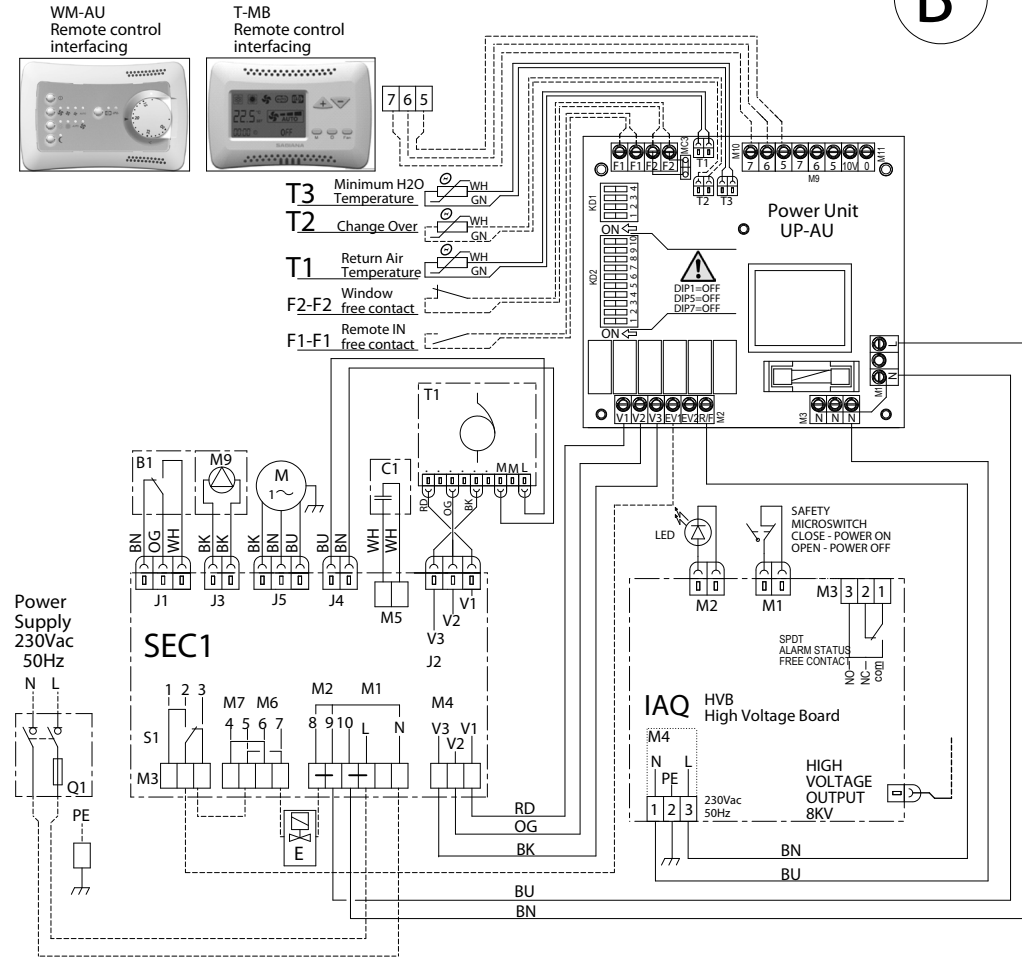 WM-AU
Remote control
interfacing
T-MB
Remote control
interfacing
B
22.5
AUTO
00:00
OFF
7 6 5
T3 Minimum H2O
Temperature
WH
GN
T2 Change Over
WH
GN
T1 Return Air
Temperature
WH
GN
F2-F2 Window
free contact
F1-F1 Remote IN
free contact
F1 F1 F2 F2
MC3
T1
T2 T3
M10
7 6 5 7 6 5 10V 0
M9
M11
KD1
1 2 3 4
ON
KD2
1 2 3 4 5 6 7 8 9 10
ON
DIP1=OFF
DIP5=OFF
DIP7=OFF
Power Unit
UP-AU
L
N
M1
V1 V2 V3 EV1 EV2 R/F
M2
M3
N N N
T1
M M L
RD OG BK
B1
M9
M
1~
C1
BN OG WH
BK BK
BK BN BU
BU BN
WH WH
J1
J3
J5
J4
M5
V3 V2 V1
J2
SEC1
Power
Supply
230Vac
50Hz
N L
Q1
PE
1 2 3
S1
M3
M7 M6
4 5 6 7
M2 M1
8 9 10 L N
M4
V3 V2 V1
E
RD
OG
BK
BU
BN
LED
M2
SAFETY
MICROSWITCH
CLOSE - POWER ON
OPEN - POWER OFF
M1
M3 3 2 1
SPDT
ALARM STATUS
FREE CONTACT
NO
NC
com
IAQ HVB
High Voltage Board
M4
N PE L
1 2 3
230Vac
50Hz
HIGH
VOLTAGE
OUTPUT
8KV
BN
BU